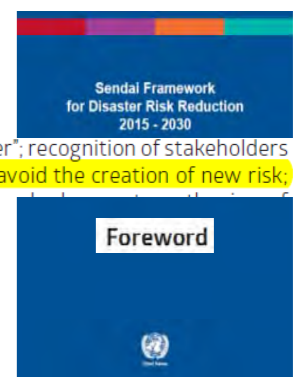 Sendai Framework
for Disaster Risk Reduction
2015 - 2030
er”; recognition of stakeholders
avoid the creation of new risk;
Foreword